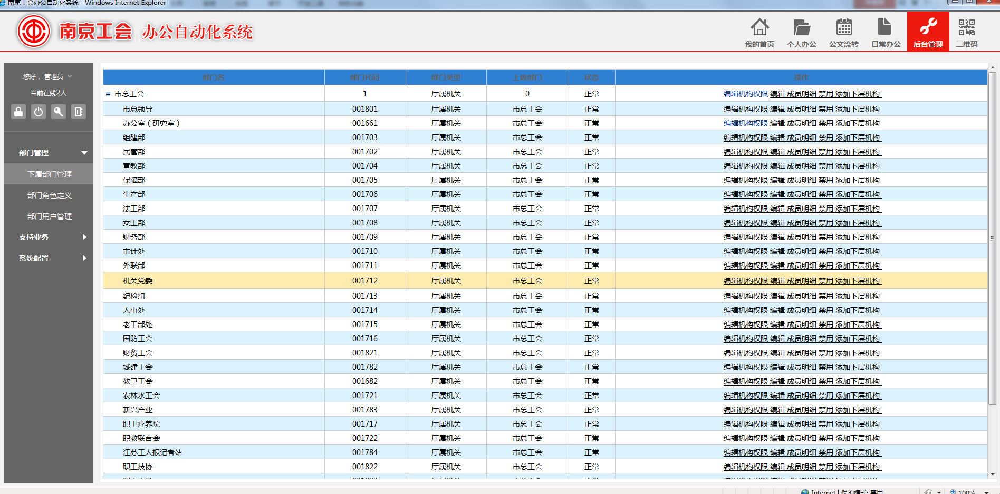 南京工会办公自动化系统 - Windows Internet Explorer
南京工会 办公自动化系统
我的首页 个人办公 公文流转 日常办公 后台管理 二维码
您好， 管理员
当前在线2人
部门管理
下属部门管理
部门角色定义
部门用户管理
支持业务
系统配置
部门名 部门代码 部门类型 上级部门 状态 操作
市总工会 1 厅属机关 0 正常 编辑机构权限 编辑 成员明细 禁用 添加下层机构
市总领导 001801 厅属机关 市总工会 正常 编辑机构权限 编辑 成员明细 禁用 添加下层机构
办公室（研究室） 001661 厅属机关 市总工会 正常 编辑机构权限 编辑 成员明细 禁用 添加下层机构
组建部 001703 厅属机关 市总工会 正常 编辑机构权限 编辑 成员明细 禁用 添加下层机构
民管部 001702 厅属机关 市总工会 正常 编辑机构权限 编辑 成员明细 禁用 添加下层机构
宣教部 001704 厅属机关 市总工会 正常 编辑机构权限 编辑 成员明细 禁用 添加下层机构
保障部 001705 厅属机关 市总工会 正常 编辑机构权限 编辑 成员明细 禁用 添加下层机构
生产部 001706 厅属机关 市总工会 正常 编辑机构权限 编辑 成员明细 禁用 添加下层机构
法工部 001707 厅属机关 市总工会 正常 编辑机构权限 编辑 成员明细 禁用 添加下层机构
女工部 001708 厅属机关 市总工会 正常 编辑机构权限 编辑 成员明细 禁用 添加下层机构
财务部 001709 厅属机关 市总工会 正常 编辑机构权限 编辑 成员明细 禁用 添加下层机构
审计处 001710 厅属机关 市总工会 正常 编辑机构权限 编辑 成员明细 禁用 添加下层机构
外联部 001711 厅属机关 市总工会 正常 编辑机构权限 编辑 成员明细 禁用 添加下层机构
机关党委 001712 厅属机关 市总工会 正常 编辑机构权限 编辑 成员明细 禁用 添加下层机构
纪检组 001713 厅属机关 市总工会 正常 编辑机构权限 编辑 成员明细 禁用 添加下层机构
人事处 001714 厅属机关 市总工会 正常 编辑机构权限 编辑 成员明细 禁用 添加下层机构
老干部处 001715 厅属机关 市总工会 正常 编辑机构权限 编辑 成员明细 禁用 添加下层机构
国防工会 001716 厅属机关 市总工会 正常 编辑机构权限 编辑 成员明细 禁用 添加下层机构
财贸工会 001821 厅属机关 市总工会 正常 编辑机构权限 编辑 成员明细 禁用 添加下层机构
城建工会 001782 厅属机关 市总工会 正常 编辑机构权限 编辑 成员明细 禁用 添加下层机构
教卫工会 001682 厅属机关 市总工会 正常 编辑机构权限 编辑 成员明细 禁用 添加下层机构
农林水工会 001721 厅属机关 市总工会 正常 编辑机构权限 编辑 成员明细 禁用 添加下层机构
新兴产业 001783 厅属机关 市总工会 正常 编辑机构权限 编辑 成员明细 禁用 添加下层机构
职工疗养院 001717 厅属机关 市总工会 正常 编辑机构权限 编辑 成员明细 禁用 添加下层机构
职教联合会 001722 厅属机关 市总工会 正常 编辑机构权限 编辑 成员明细 禁用 添加下层机构
江苏工人报记者站 001784 厅属机关 市总工会 正常 编辑机构权限 编辑 成员明细 禁用 添加下层机构
职工技协 001822 厅属机关 市总工会 正常 编辑机构权限 编辑 成员明细 禁用 添加下层机构
Internet | 保护模式: 禁用 100%